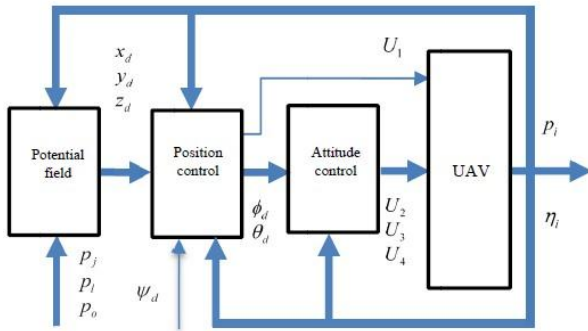 x_d
y_d
z_d
U_1
Potential
field
Position
control
Attitude
control
UAV
p_i
ϕ_d
θ_d
U_2
U_3
U_4
η_i
p_j
p_l
p_o
ψ_d